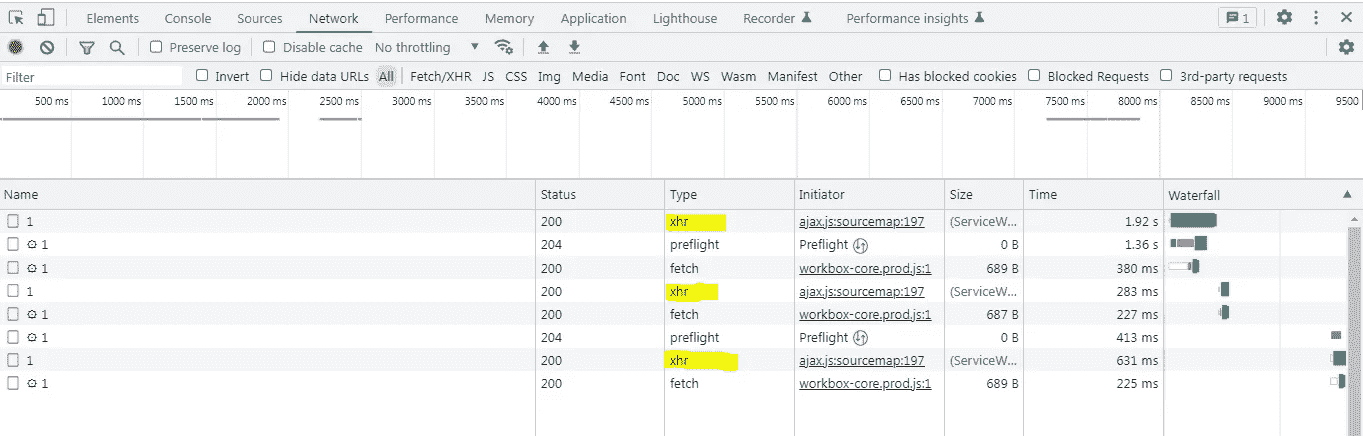 Elements Console Sources Network Performance Memory Application Lighthouse Recorder Performance insights 1
Preserve log Disable cache No throttling
Filter Invert Hide data URLs All Fetch/XHR JS CSS Img Media Font Doc WS Wasm Manifest Other Has blocked cookies Blocked Requests 3rd-party requests
500 ms 1000 ms 1500 ms 2000 ms 2500 ms 3000 ms 3500 ms 4000 ms 4500 ms 5000 ms 5500 ms 6000 ms 6500 ms 7000 ms 7500 ms 8000 ms 8500 ms 9000 ms 9500
Name Status Type Initiator Size Time Waterfall
1 200 xhr ajax.js:sourcemap:197 (ServiceW... 1.92 s
1 204 preflight Preflight 0 B 1.36 s
1 200 fetch workbox-core.prod.js:1 689 B 380 ms
1 200 xhr ajax.js:sourcemap:197 (ServiceW... 283 ms
1 200 fetch workbox-core.prod.js:1 687 B 227 ms
1 204 preflight Preflight 0 B 413 ms
1 200 xhr ajax.js:sourcemap:197 (ServiceW... 631 ms
1 200 fetch workbox-core.prod.js:1 689 B 225 ms